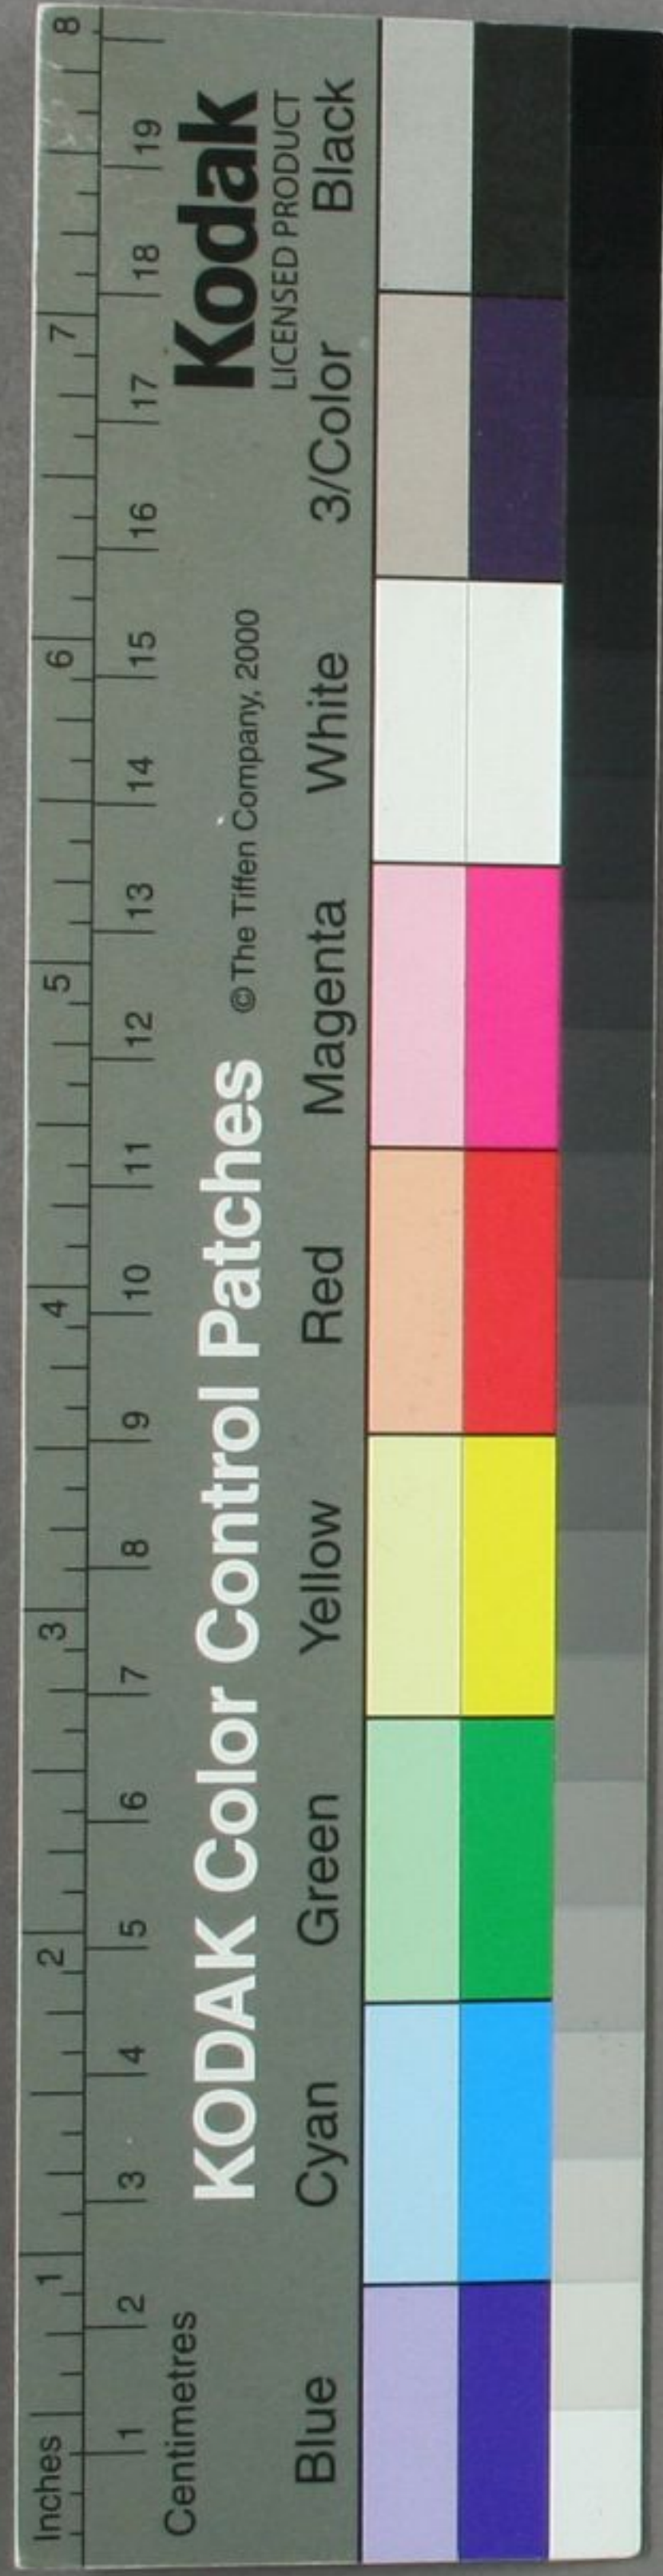 Inches 1 2 3 4 5 6 7 8
1 2 3 4 5 6 7 8 9 10 11 12 13 14 15 16 17 18 19
Centimetres
KODAK Color Control Patches © The Tiffen Company, 2000
Kodak
LICENSED PRODUCT
Blue Cyan Green Yellow Red Magenta White 3/Color Black